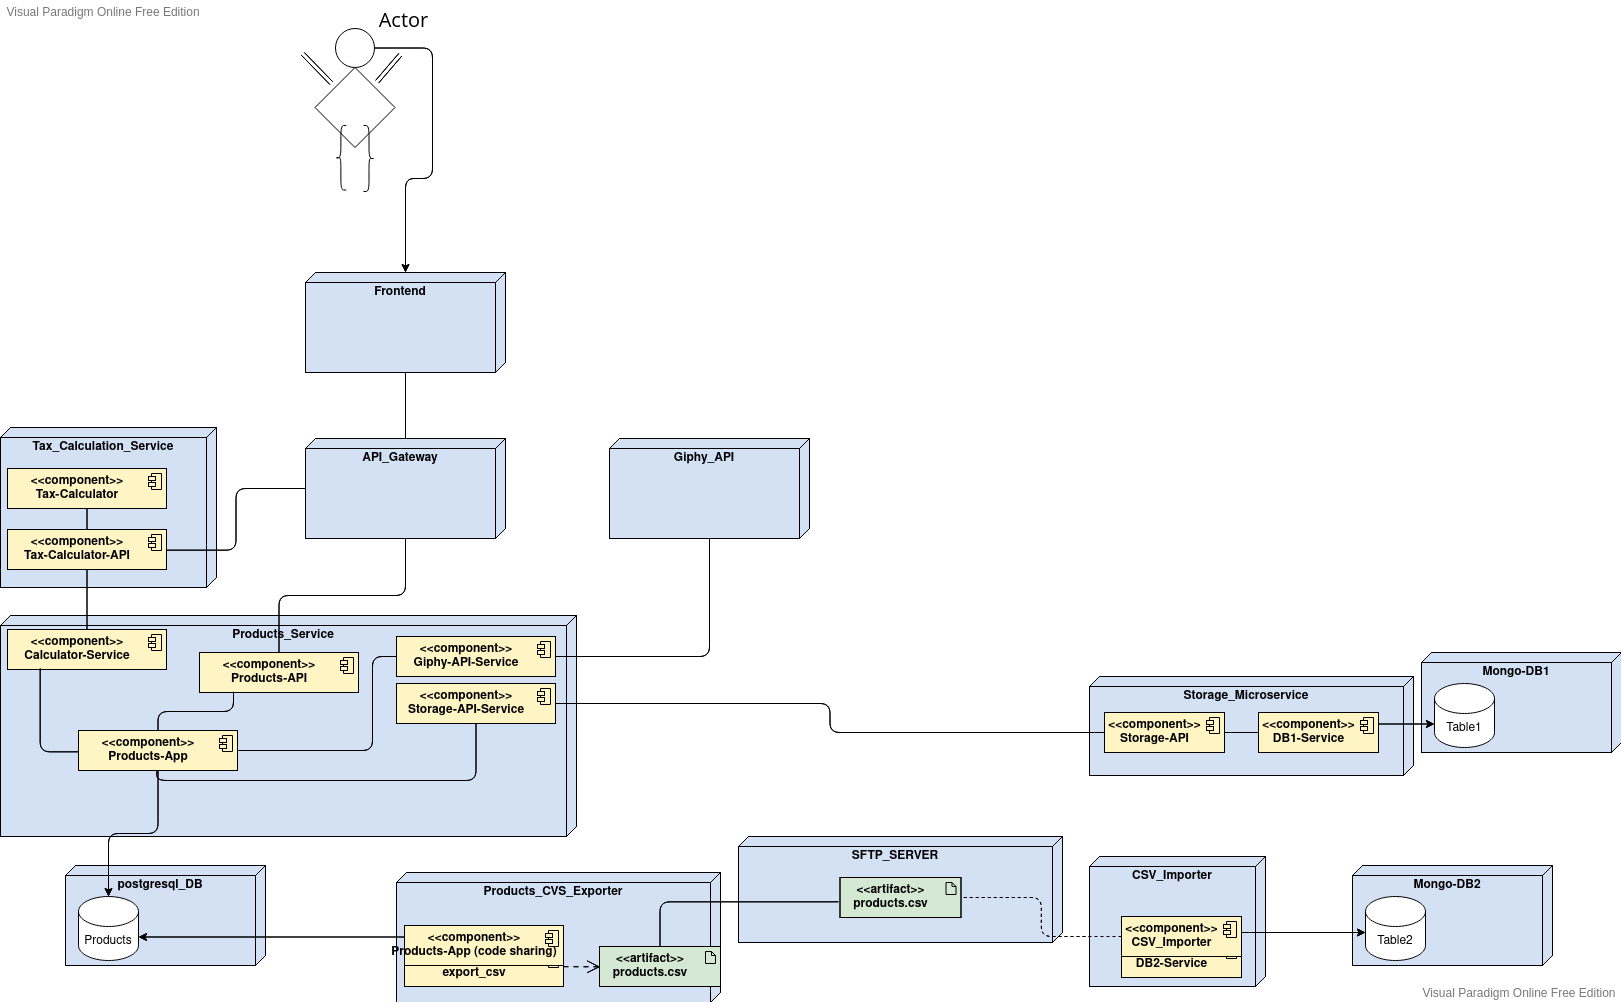 Visual Paradigm Online Free Edition
Actor
Frontend
Tax_Calculation_Service
API_Gateway
Giphy_API
<<component>>
Tax-Calculator
<<component>>
Tax-Calculator-API
Products_Service
<<component>>
Calculator-Service
<<component>>
Products-API
<<component>>
Giphy-API-Service
<<component>>
Storage-API-Service
<<component>>
Products-App
Storage_Microservice
<<component>>
Storage-API
<<component>>
DB1-Service
Mongo-DB1
Table1
postgresql_DB
Products
Products_CVS_Exporter
<<component>>
Products-App (code sharing)
export_csv
<<artifact>>
products.csv
SFTP_SERVER
<<artifact>>
products.csv
CSV_Importer
<<component>>
CSV_Importer
DB2-Service
Mongo-DB2
Table2
Visual Paradigm Online Free Edition